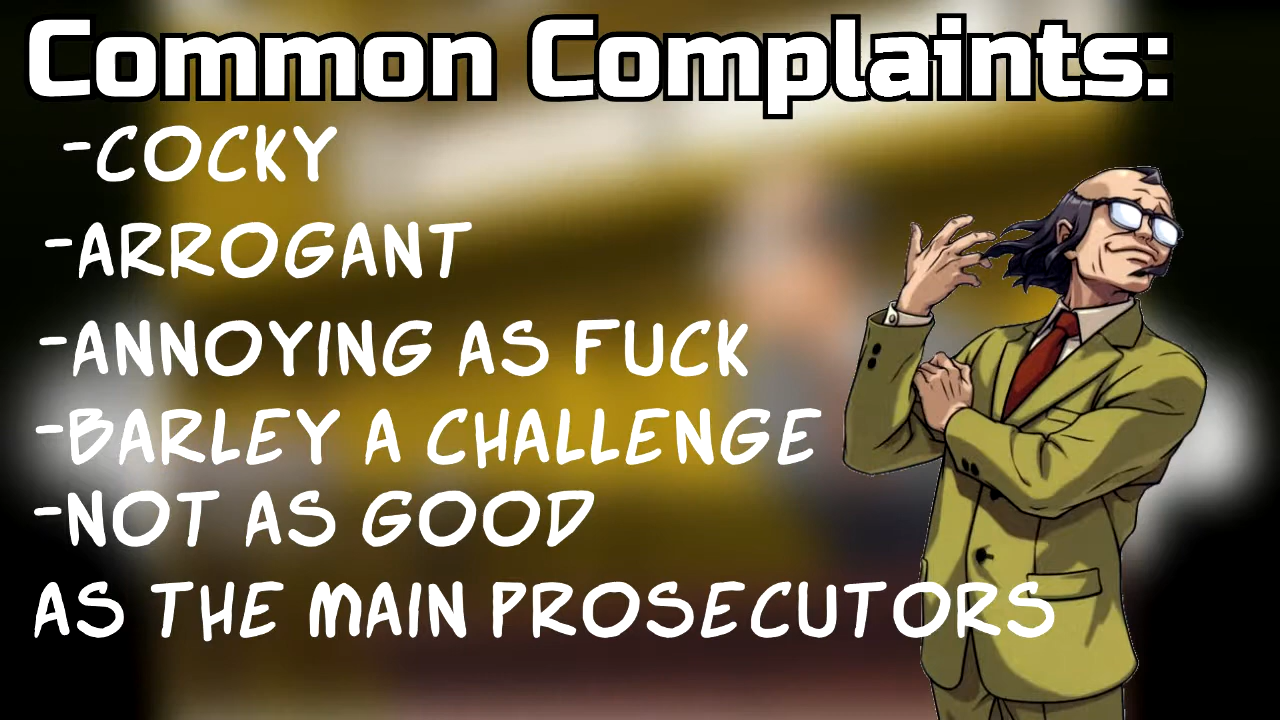 Common Complaints:
-COCKY
-ARROGANT
-ANNOYING AS FUCK
-BARLEY A CHALLENGE
-NOT AS GOOD
AS THE MAIN PROSECUTORS